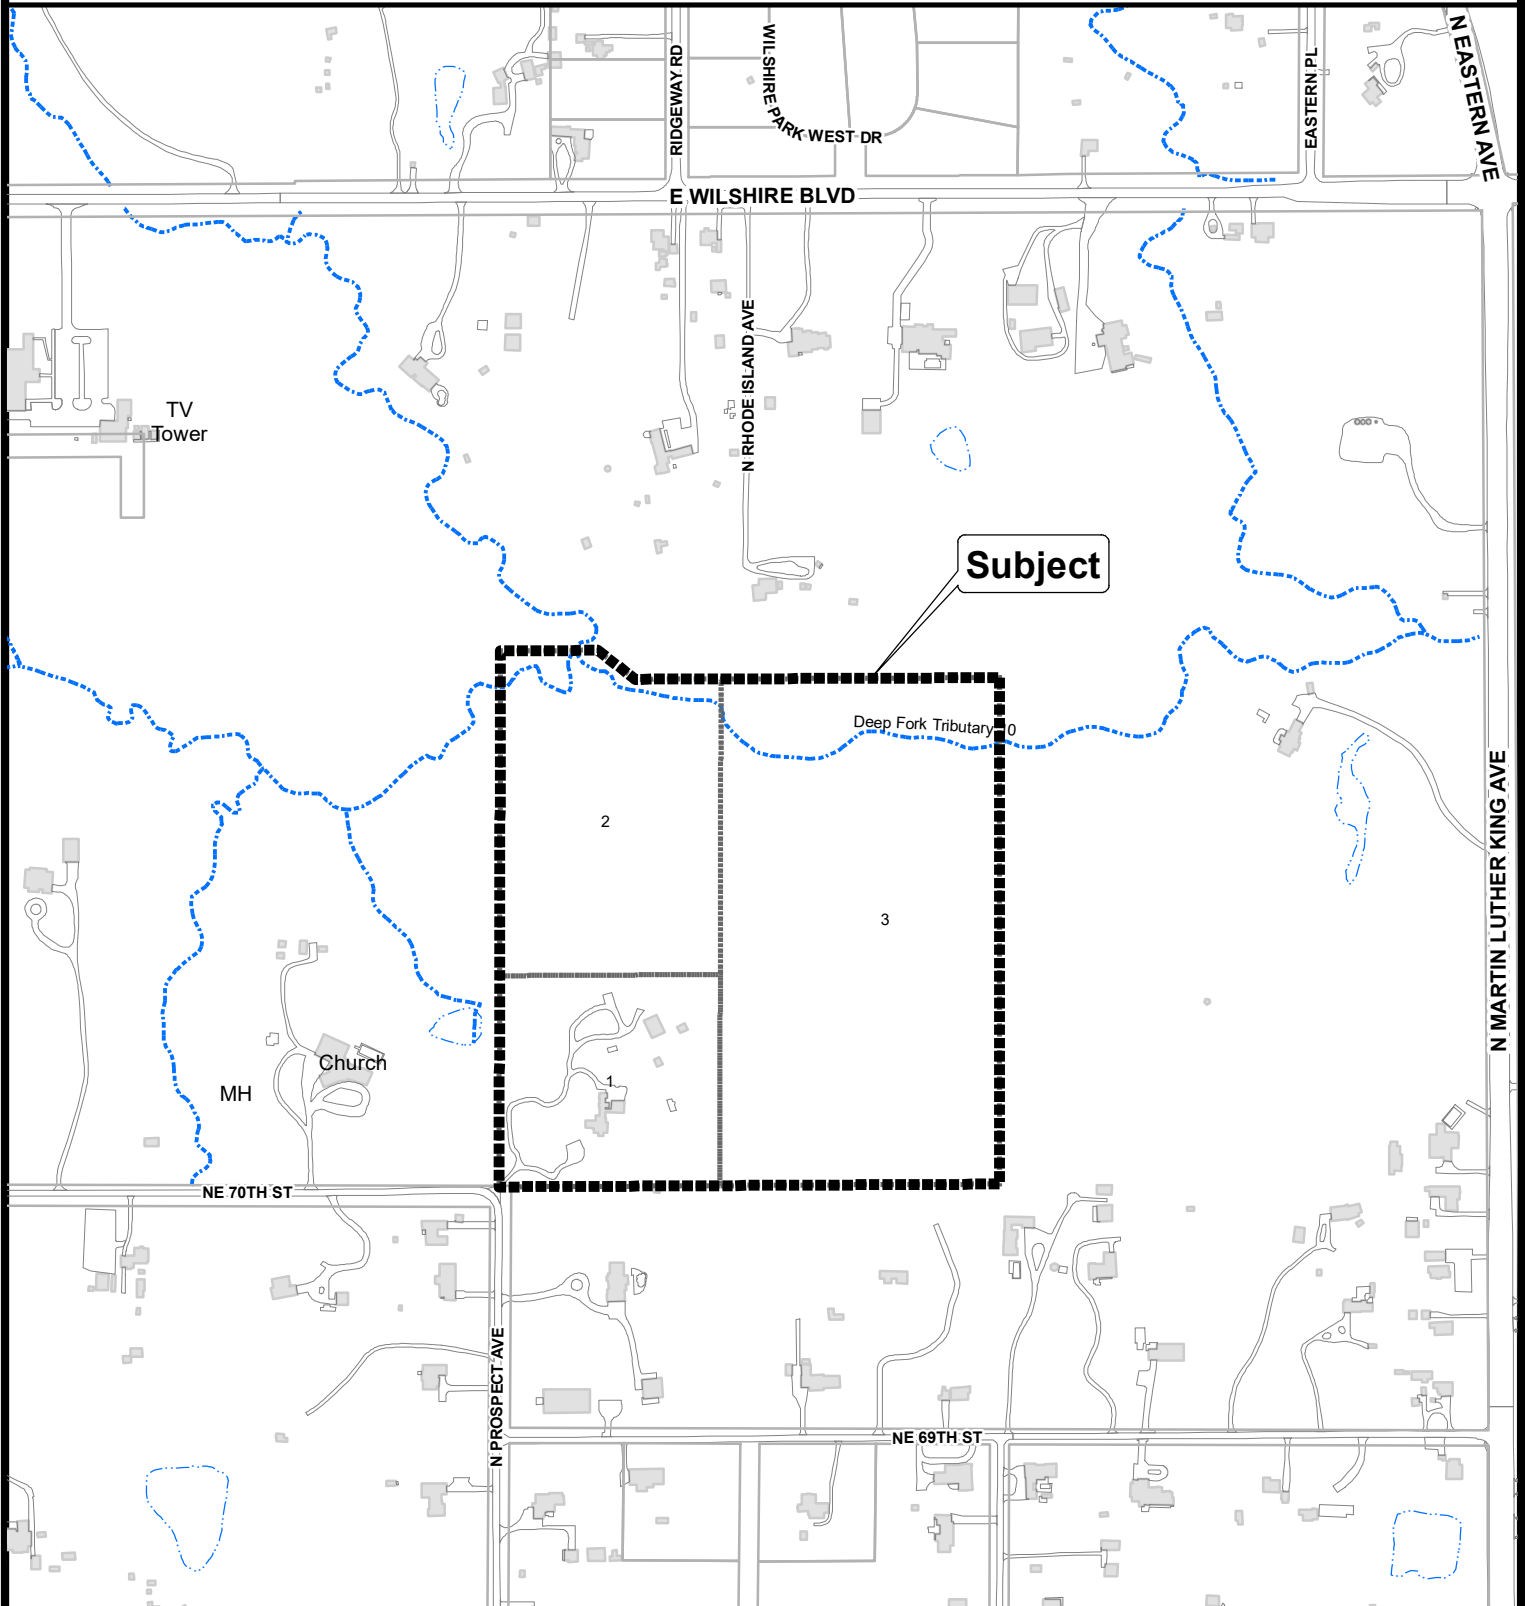 N EASTERN AVE
RIDGEWAY RD
WILSHIRE PARK WEST DR
EASTERN PL
E WILSHIRE BLVD
N RHODE ISLAND AVE
TV
Tower
Subject
Deep Fork Tributary 10
2
3
N MARTIN LUTHER KING AVE
Church
1
MH
NE 70TH ST
N PROSPECT AVE
NE 69TH ST